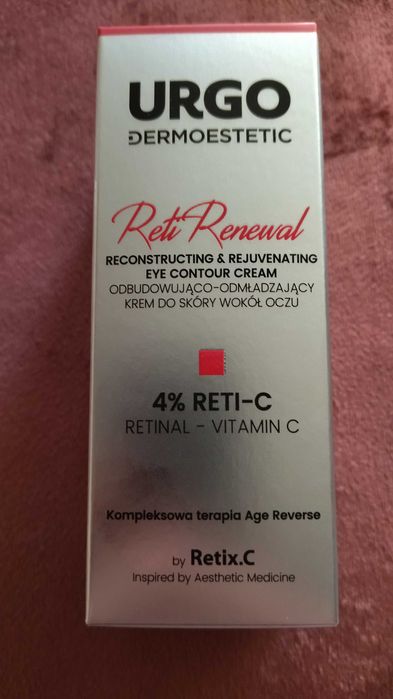 URGO
DERMOESTETIC
Reti Renewal
RECONSTRUCTING & REJUVENATING
EYE CONTOUR CREAM
ODBUDOWUJĄCO-ODMŁADZAJĄCY
KREM DO SKÓRY WOKÓŁ OCZU
4% RETI-C
RETINAL - VITAMIN C
Kompleksowa terapia Age Reverse
by Retix.C
Inspired by Aesthetic Medicine